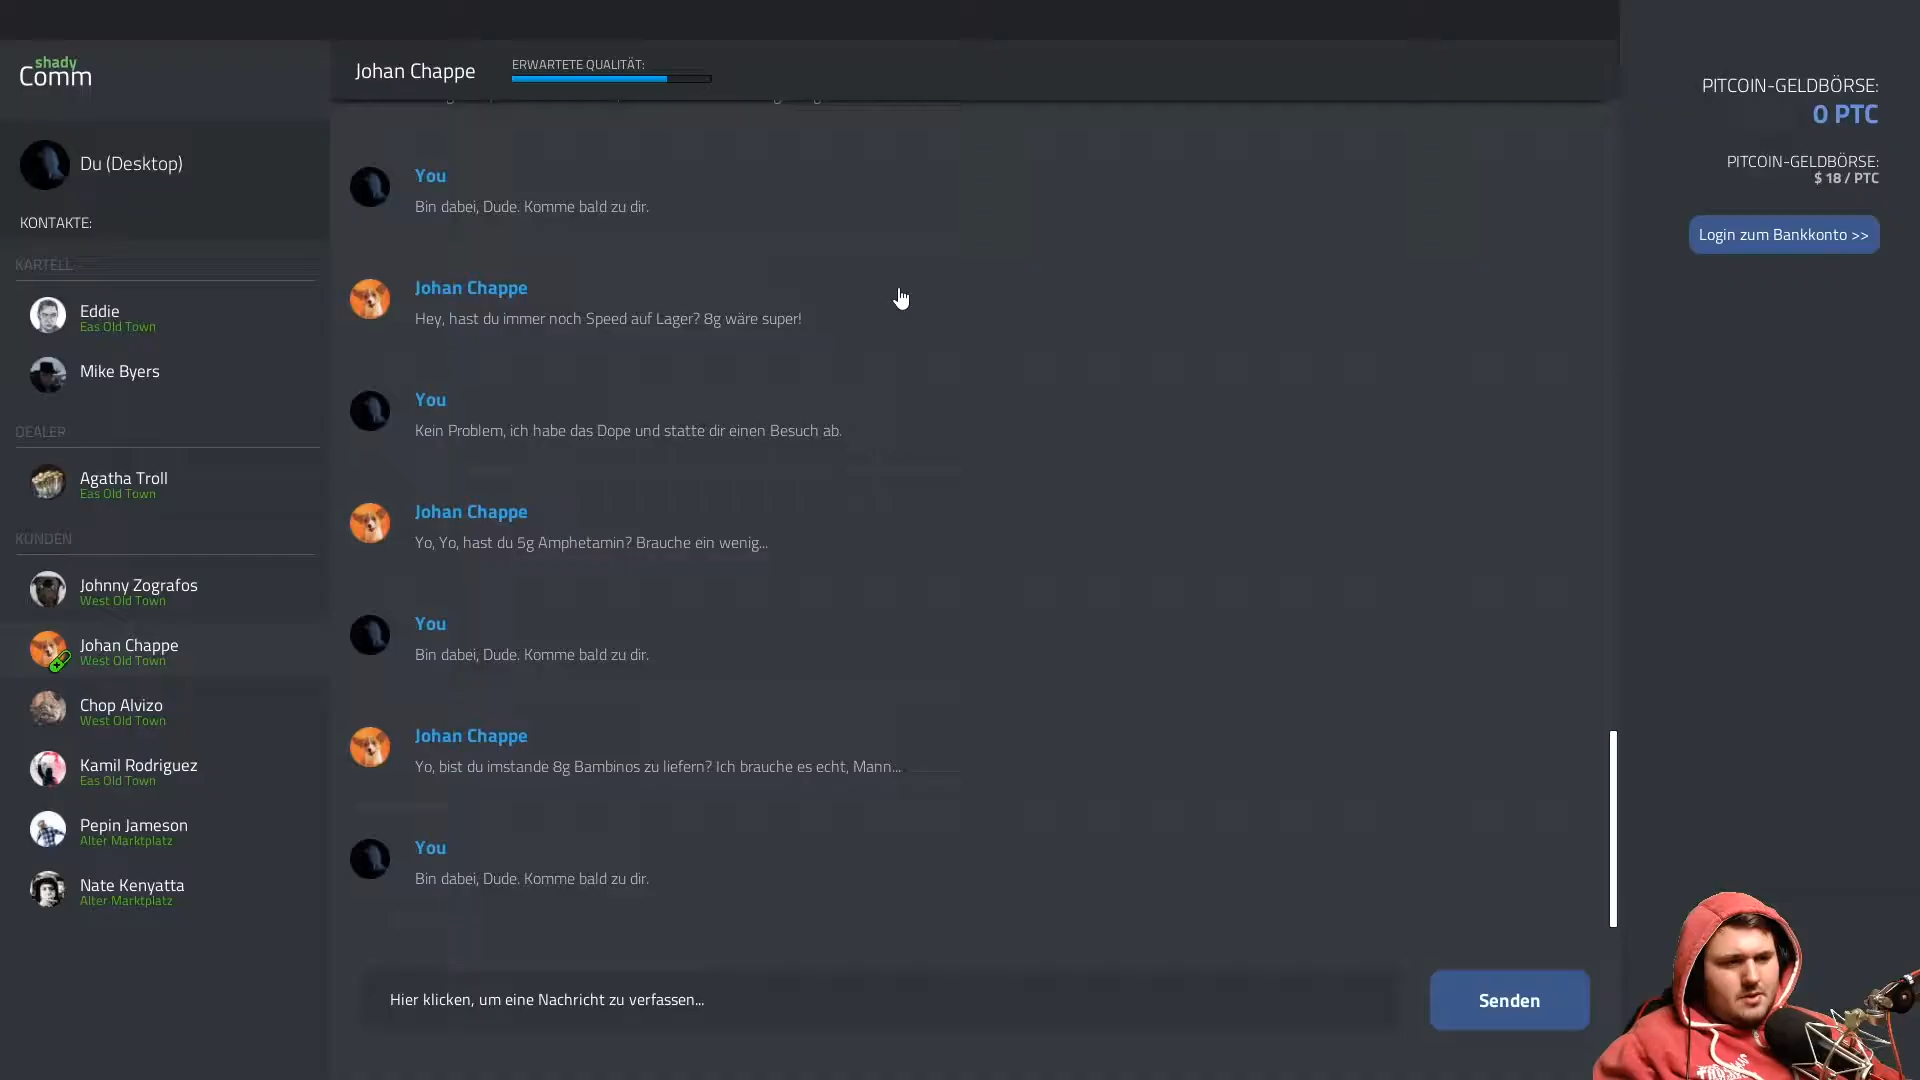 shady
Comm
Du (Desktop)
KONTAKTE:
KARTELL
Eddie
Eas Old Town
Mike Byers
DEALER
Agatha Troll
Eas Old Town
KUNDEN
Johnny Zografos
West Old Town
Johan Chappe
West Old Town
Chop Alvizo
West Old Town
Kamil Rodriguez
Eas Old Town
Pepin Jameson
Alter Marktplatz
Nate Kenyatta
Alter Marktplatz
Johan Chappe
ERWARTETE QUALITÄT:
You
Bin dabei, Dude. Komme bald zu dir.
Johan Chappe
Hey, hast du immer noch Speed auf Lager? 8g wäre super!
You
Kein Problem, ich habe das Dope und statte dir einen Besuch ab.
Johan Chappe
Yo, Yo, hast du 5g Amphetamin? Brauche ein wenig...
You
Bin dabei, Dude. Komme bald zu dir.
Johan Chappe
Yo, bist du imstande 8g Bambinos zu liefern? Ich brauche es echt, Mann...
You
Bin dabei, Dude. Komme bald zu dir.
Hier klicken, um eine Nachricht zu verfassen...
Senden
PITCOIN-GELDBÖRSE:
0 PTC
PITCOIN-GELDBÖRSE:
$ 18 / PTC
Login zum Bankkonto >>